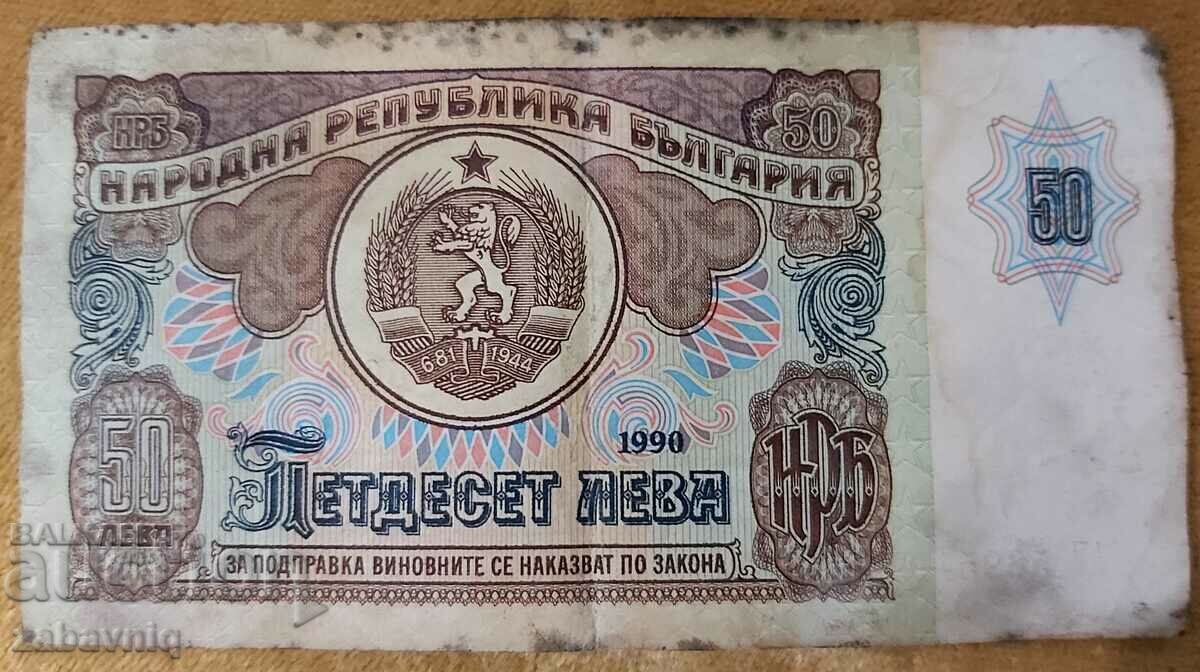 НРБ
50
НАРОДНА РЕПУБЛИКА БЪЛГАРИЯ
50
681 1944
1990
ПЕТДЕСЕТ ЛЕВА
50
ЛЕВА
НРБ
ЗА ПОДПРАВКА ВИНОВНИТЕ СЕ НАКАЗВАТ ПО ЗАКОНА
zabavniq